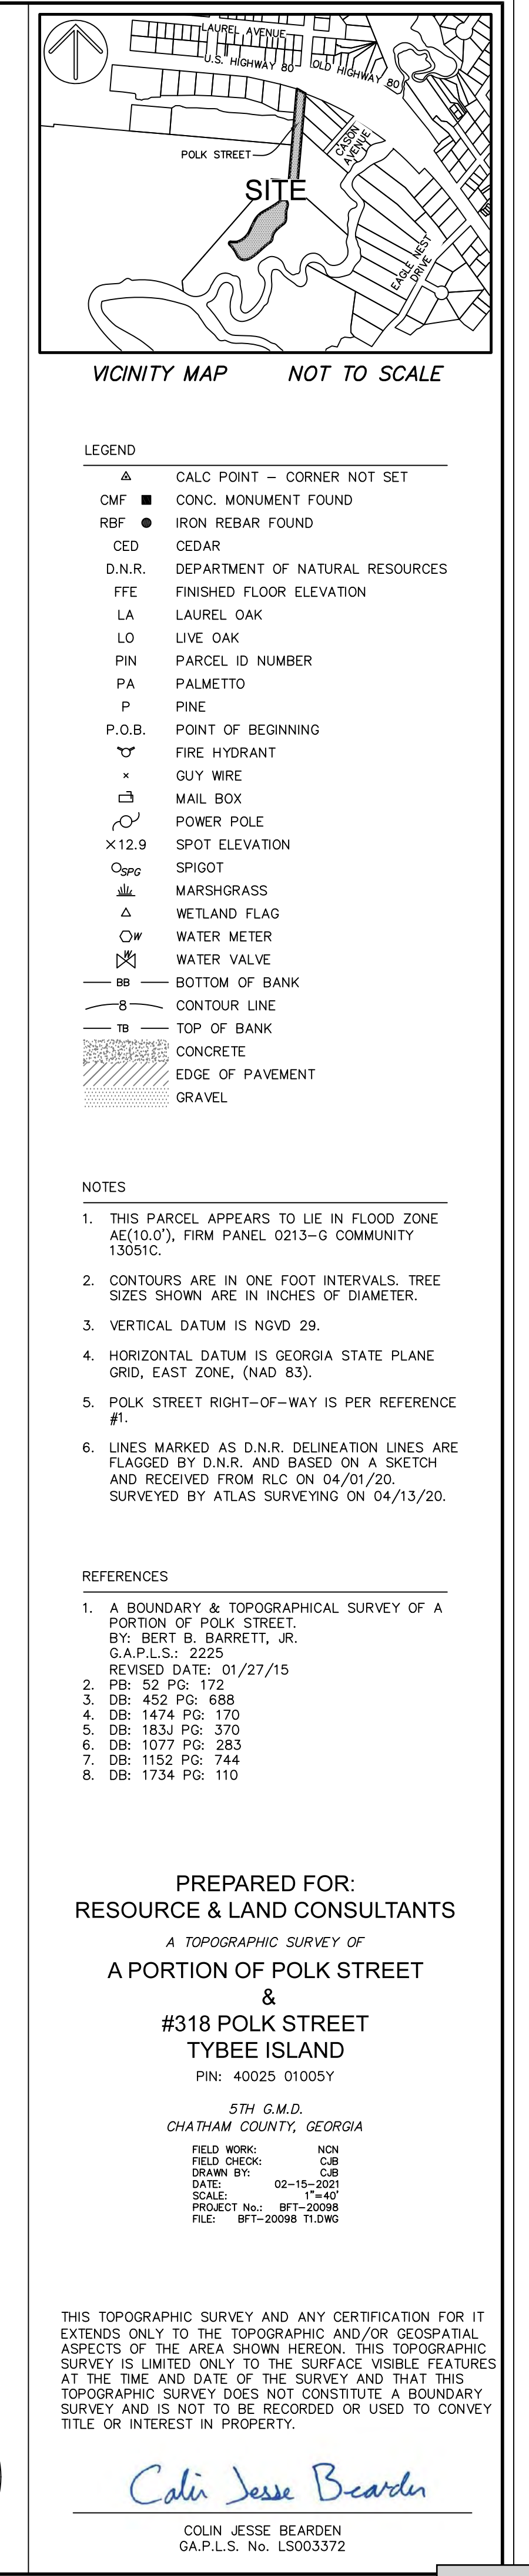 LAUREL AVENUE
U.S. HIGHWAY 80
OLD HIGHWAY 80
POLK STREET
CASON
AVENUE
SITE
EAGLE NEST
DRIVE
VICINITY MAP NOT TO SCALE
LEGEND
CALC POINT – CORNER NOT SET
CMF CONC. MONUMENT FOUND
RBF IRON REBAR FOUND
CED CEDAR
D.N.R. DEPARTMENT OF NATURAL RESOURCES
FFE FINISHED FLOOR ELEVATION
LA LAUREL OAK
LO LIVE OAK
PIN PARCEL ID NUMBER
PA PALMETTO
P PINE
P.O.B. POINT OF BEGINNING
FIRE HYDRANT
× GUY WIRE
MAIL BOX
POWER POLE
×12.9 SPOT ELEVATION
SPG SPIGOT
MARSHGRASS
WETLAND FLAG
W WATER METER
W WATER VALVE
BB BOTTOM OF BANK
8 CONTOUR LINE
TB TOP OF BANK
CONCRETE
EDGE OF PAVEMENT
GRAVEL
NOTES
1. THIS PARCEL APPEARS TO LIE IN FLOOD ZONE
AE(10.0'), FIRM PANEL 0213–G COMMUNITY
13051C.
2. CONTOURS ARE IN ONE FOOT INTERVALS. TREE
SIZES SHOWN ARE IN INCHES OF DIAMETER.
3. VERTICAL DATUM IS NGVD 29.
4. HORIZONTAL DATUM IS GEORGIA STATE PLANE
GRID, EAST ZONE, (NAD 83).
5. POLK STREET RIGHT–OF–WAY IS PER REFERENCE
#1.
6. LINES MARKED AS D.N.R. DELINEATION LINES ARE
FLAGGED BY D.N.R. AND BASED ON A SKETCH
AND RECEIVED FROM RLC ON 04/01/20.
SURVEYED BY ATLAS SURVEYING ON 04/13/20.
REFERENCES
1. A BOUNDARY & TOPOGRAPHICAL SURVEY OF A
PORTION OF POLK STREET.
BY: BERT B. BARRETT, JR.
G.A.P.L.S.: 2225
REVISED DATE: 01/27/15
2. PB: 52 PG: 172
3. DB: 452 PG: 688
4. DB: 1474 PG: 170
5. DB: 183J PG: 370
6. DB: 1077 PG: 283
7. DB: 1152 PG: 744
8. DB: 1734 PG: 110
PREPARED FOR:
RESOURCE & LAND CONSULTANTS
A TOPOGRAPHIC SURVEY OF
A PORTION OF POLK STREET
&
#318 POLK STREET
TYBEE ISLAND
PIN: 40025 01005Y
5TH G.M.D.
CHATHAM COUNTY, GEORGIA
FIELD WORK: NCN
FIELD CHECK: CJB
DRAWN BY: CJB
DATE: 02–15–2021
SCALE: 1"=40'
PROJECT No.: BFT–20098
FILE: BFT–20098 T1.DWG
THIS TOPOGRAPHIC SURVEY AND ANY CERTIFICATION FOR IT
EXTENDS ONLY TO THE TOPOGRAPHIC AND/OR GEOSPATIAL
ASPECTS OF THE AREA SHOWN HEREON. THIS TOPOGRAPHIC
SURVEY IS LIMITED ONLY TO THE SURFACE VISIBLE FEATURES
AT THE TIME AND DATE OF THE SURVEY AND THAT THIS
TOPOGRAPHIC SURVEY DOES NOT CONSTITUTE A BOUNDARY
SURVEY AND IS NOT TO BE RECORDED OR USED TO CONVEY
TITLE OR INTEREST IN PROPERTY.
Colin Jesse Bearden
COLIN JESSE BEARDEN
GA.P.L.S. No. LS003372